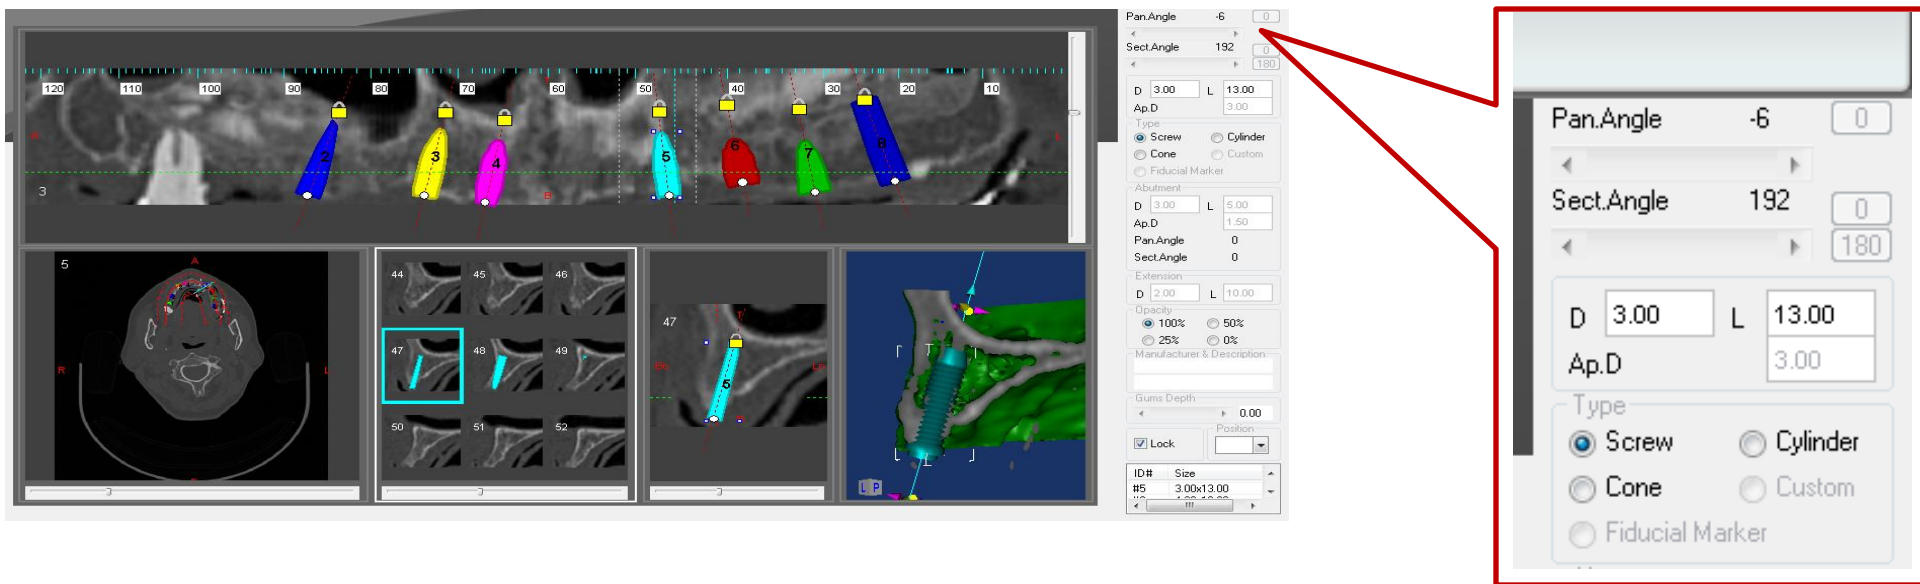 120 110 100 90 80 70 60 50 40 30 20 10
R
L
2 3 4 5 6 7 8
3
B
5
A
R
L
44 45 46
47 48 49
50 51 52
47
5
T
L P
Pan.Angle -6 0
Sect.Angle 192 0
180
D 3.00 L 13.00
Ap.D 3.00
Type
Screw Cylinder
Cone Custom
Fiducial Marker
Abutment
D 3.00 L 5.00
Ap.D 1.50
Pan.Angle 0
Sect.Angle 0
Extension
D 2.00 L 10.00
Opacity
100% 50%
25% 0%
Manufacturer & Description
Gums Depth
0.00
Lock Position
ID# Size
#5 3.00x13.00
Pan.Angle -6 0
Sect.Angle 192 0
180
D 3.00 L 13.00
Ap.D 3.00
Type
Screw Cylinder
Cone Custom
Fiducial Marker